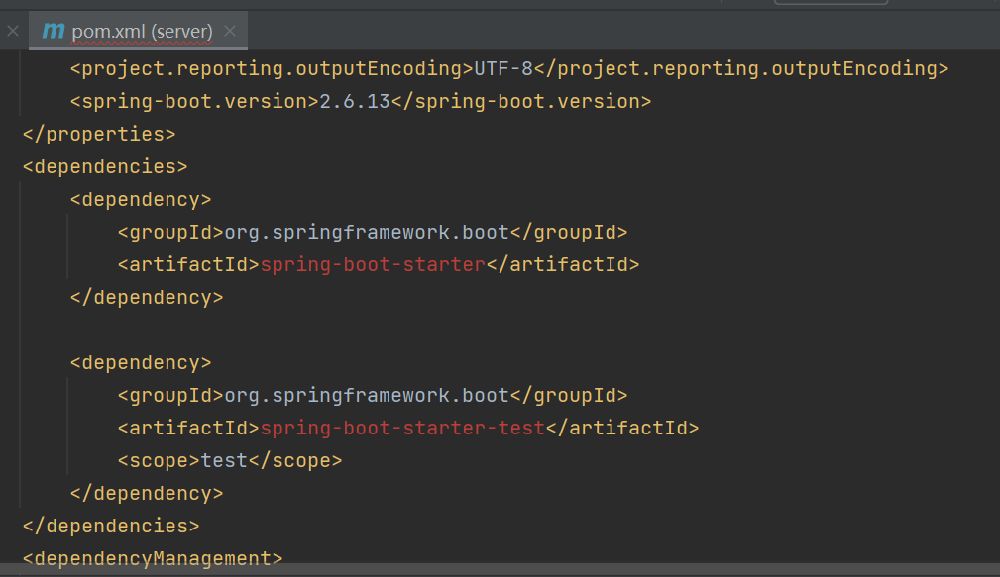 m pom.xml (server)
<project.reporting.outputEncoding>UTF-8</project.reporting.outputEncoding>
<spring-boot.version>2.6.13</spring-boot.version>
</properties>
<dependencies>
<dependency>
<groupId>org.springframework.boot</groupId>
<artifactId>spring-boot-starter</artifactId>
</dependency>
<dependency>
<groupId>org.springframework.boot</groupId>
<artifactId>spring-boot-starter-test</artifactId>
<scope>test</scope>
</dependency>
</dependencies>
<dependencyManagement>